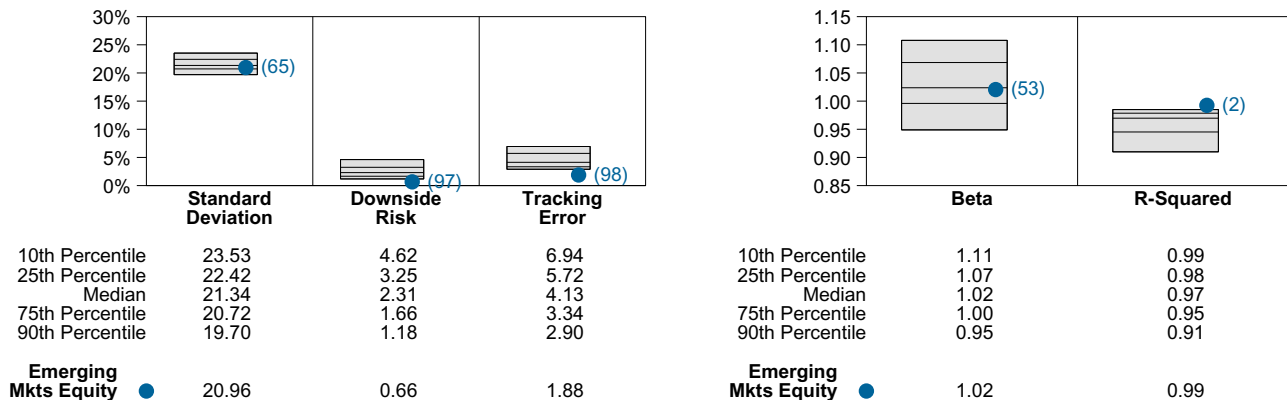 30%
25%
20%
15%
10%
5%
0%
(65)
(97)
(98)
Standard
Deviation
Downside
Risk
Tracking
Error
10th Percentile 23.53 4.62 6.94
25th Percentile 22.42 3.25 5.72
Median 21.34 2.31 4.13
75th Percentile 20.72 1.66 3.34
90th Percentile 19.70 1.18 2.90
Emerging
Mkts Equity 20.96 0.66 1.88
1.15
1.10
1.05
1.00
0.95
0.90
0.85
(53)
(2)
Beta R-Squared
10th Percentile 1.11 0.99
25th Percentile 1.07 0.98
Median 1.02 0.97
75th Percentile 1.00 0.95
90th Percentile 0.95 0.91
Emerging
Mkts Equity 1.02 0.99